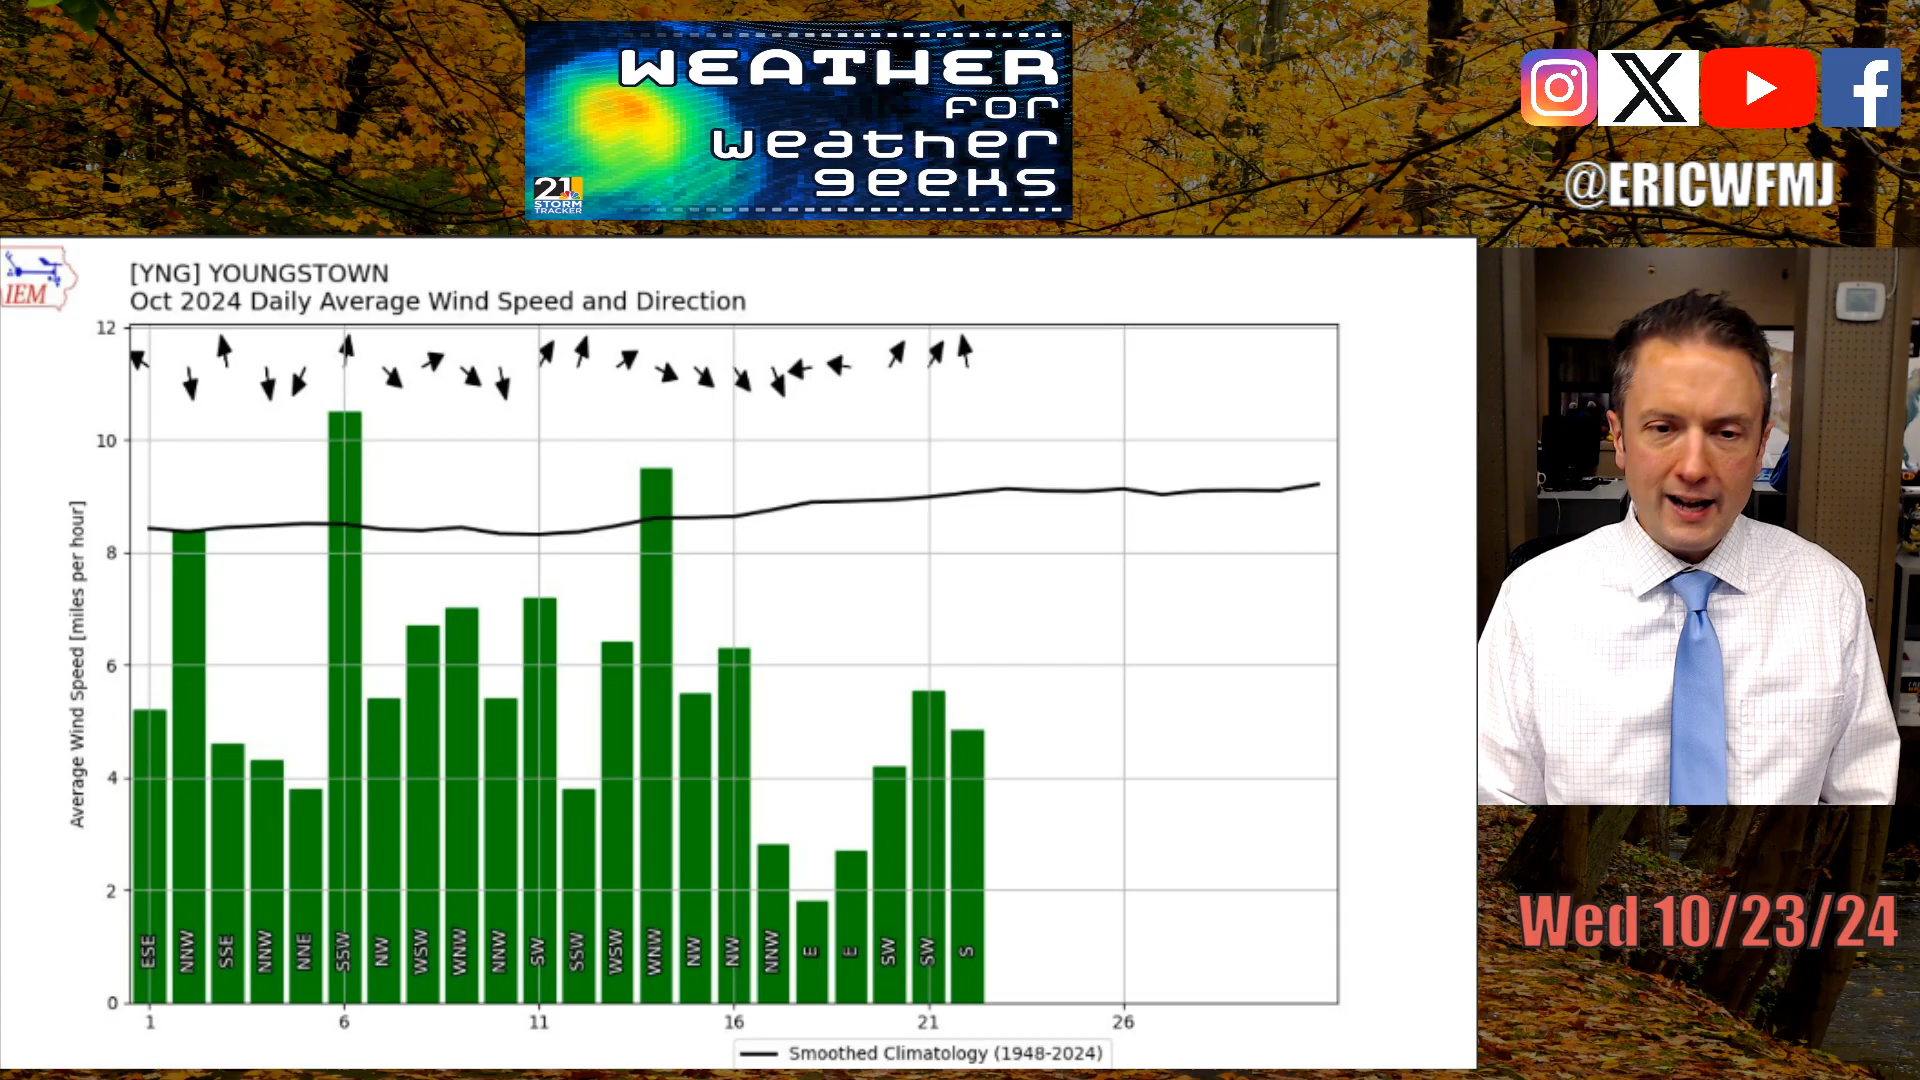 WEATHER
FOR
weather
geeks
21
STORM
TRACKER
@ERICWFMJ
IEM
[YNG] YOUNGSTOWN
Oct 2024 Daily Average Wind Speed and Direction
12
10
8
6
4
2
0
Average Wind Speed [miles per hour]
ESE
NNW
SSE
NNW
NNE
SSW
NW
WSW
WNW
NNW
SW
SSW
WSW
WNW
NW
NW
NNW
E
E
SW
SW
S
1
6
11
16
21
26
Smoothed Climatology (1948-2024)
Wed 10/23/24